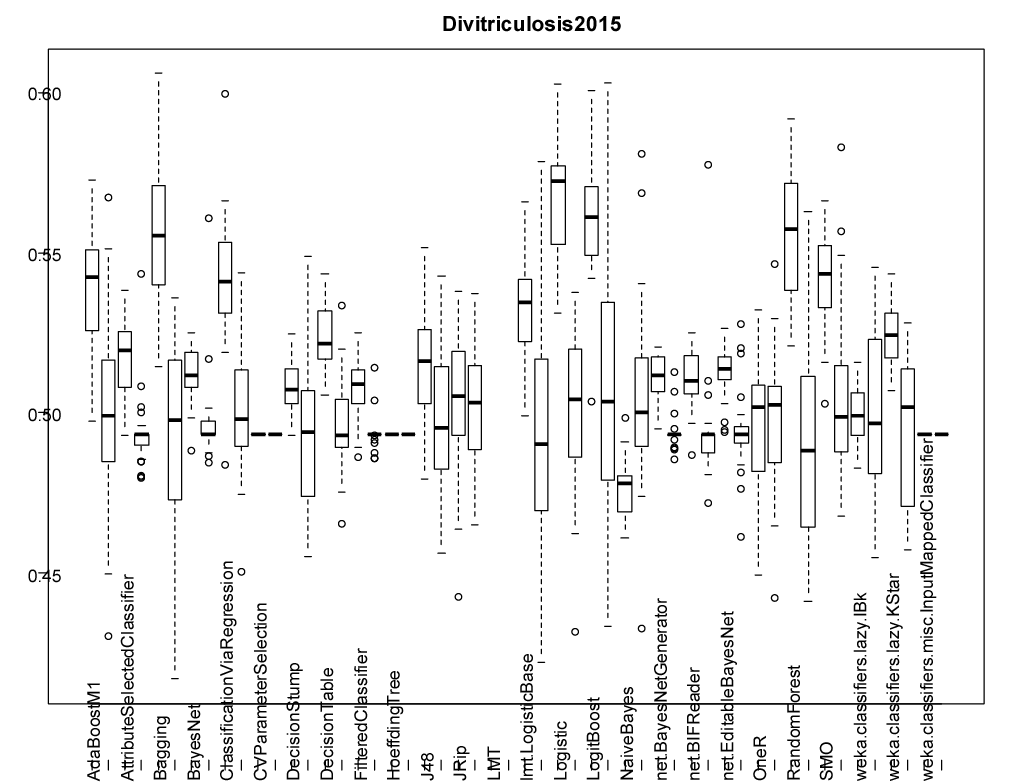 Divitriculosis2015
0.60
0.55
0.50
0.45
AdaBoostM1
AttributeSelectedClassifier
Bagging
BayesNet
ClassificationViaRegression
CVParameterSelection
DecisionStump
DecisionTable
FilteredClassifier
HoeffdingTree
J48
JRip
LMT
lmt.LogisticBase
Logistic
LogitBoost
NaiveBayes
net.BayesNetGenerator
net.BIFReader
net.EditableBayesNet
OneR
RandomForest
SMO
weka.classifiers.lazy.IBk
weka.classifiers.lazy.KStar
weka.classifiers.misc.InputMappedClassifier